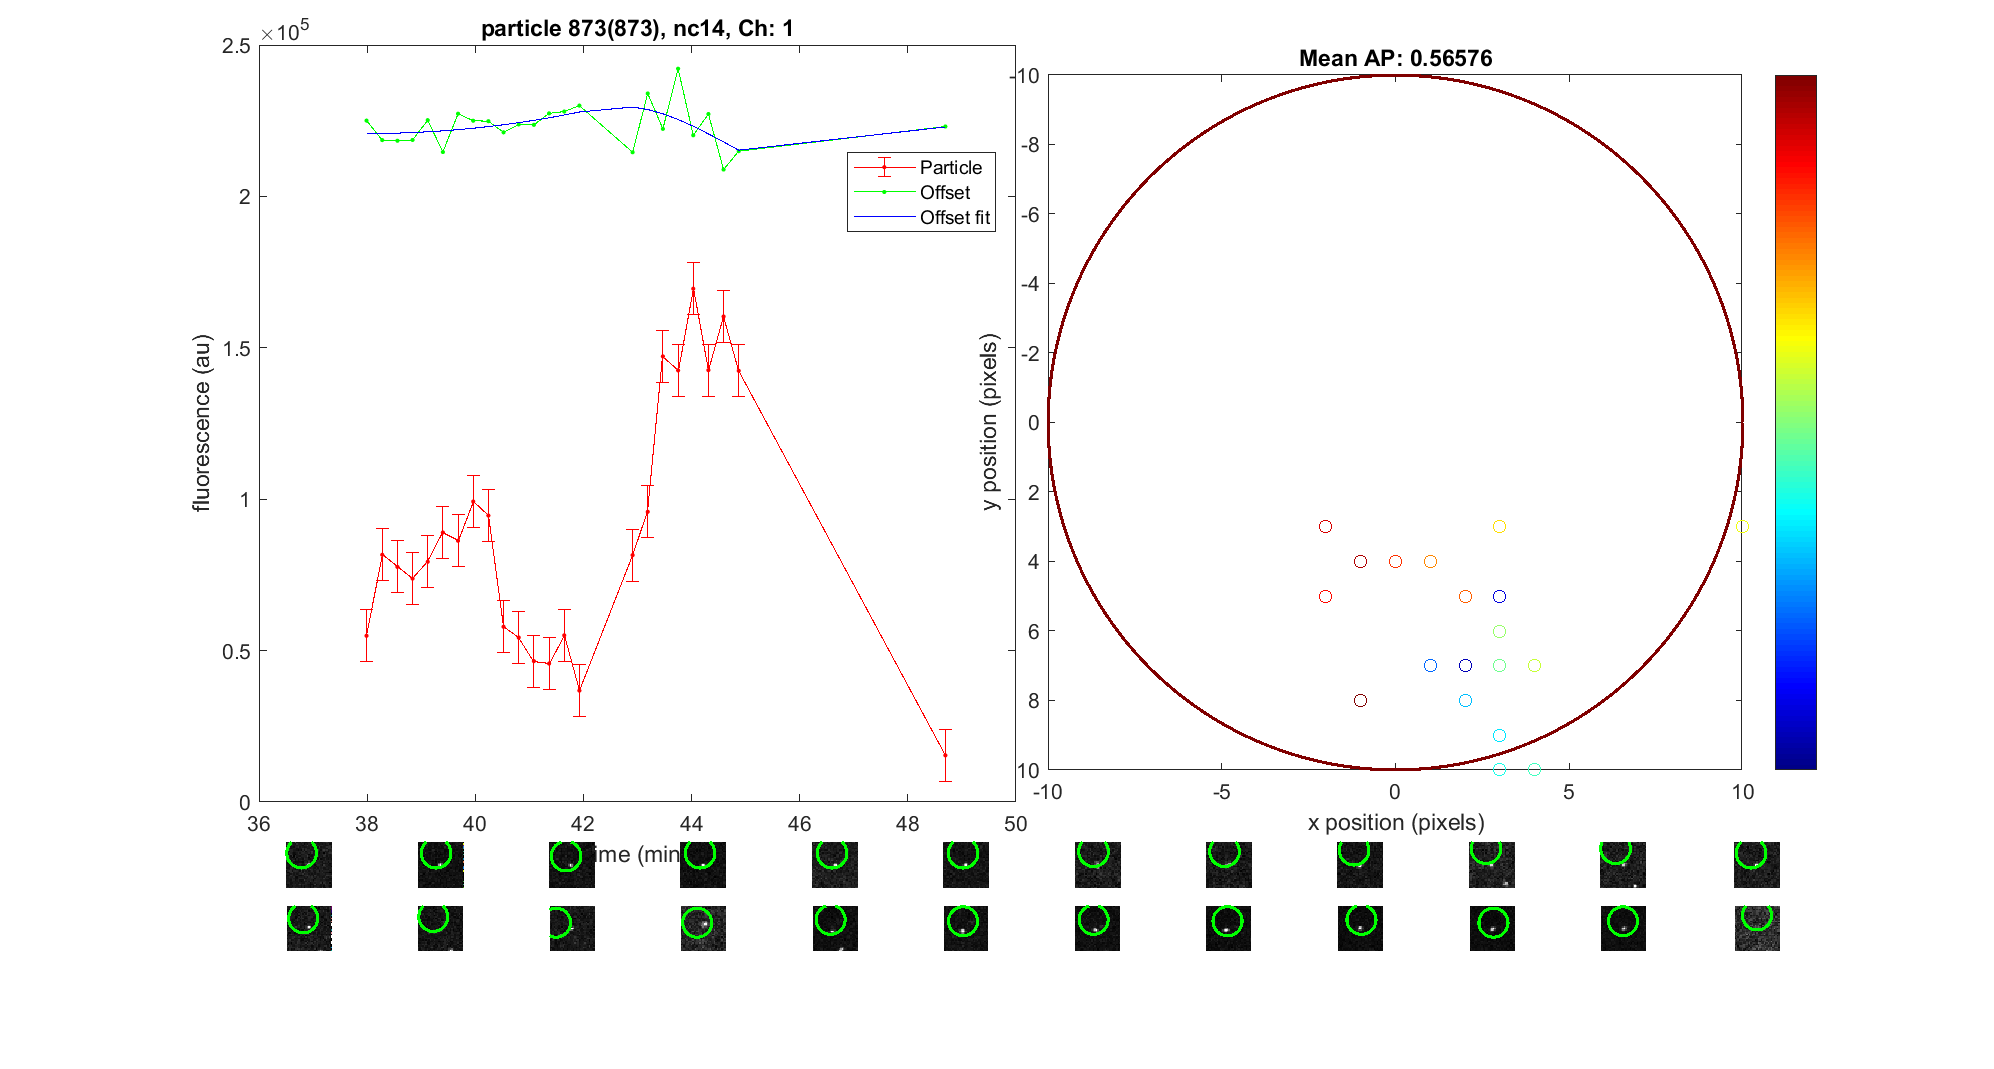 particle 873(873), nc14, Ch: 1
×10^5
2.5
2
1.5
1
0.5
0
fluorescence (au)
36 38 40 42 44 46 48 50
ime (min
Particle
Offset
Offset fit
Mean AP: 0.56576
-10
-8
-6
-4
-2
0
2
4
6
8
10
y position (pixels)
-10 -5 0 5 10
x position (pixels)